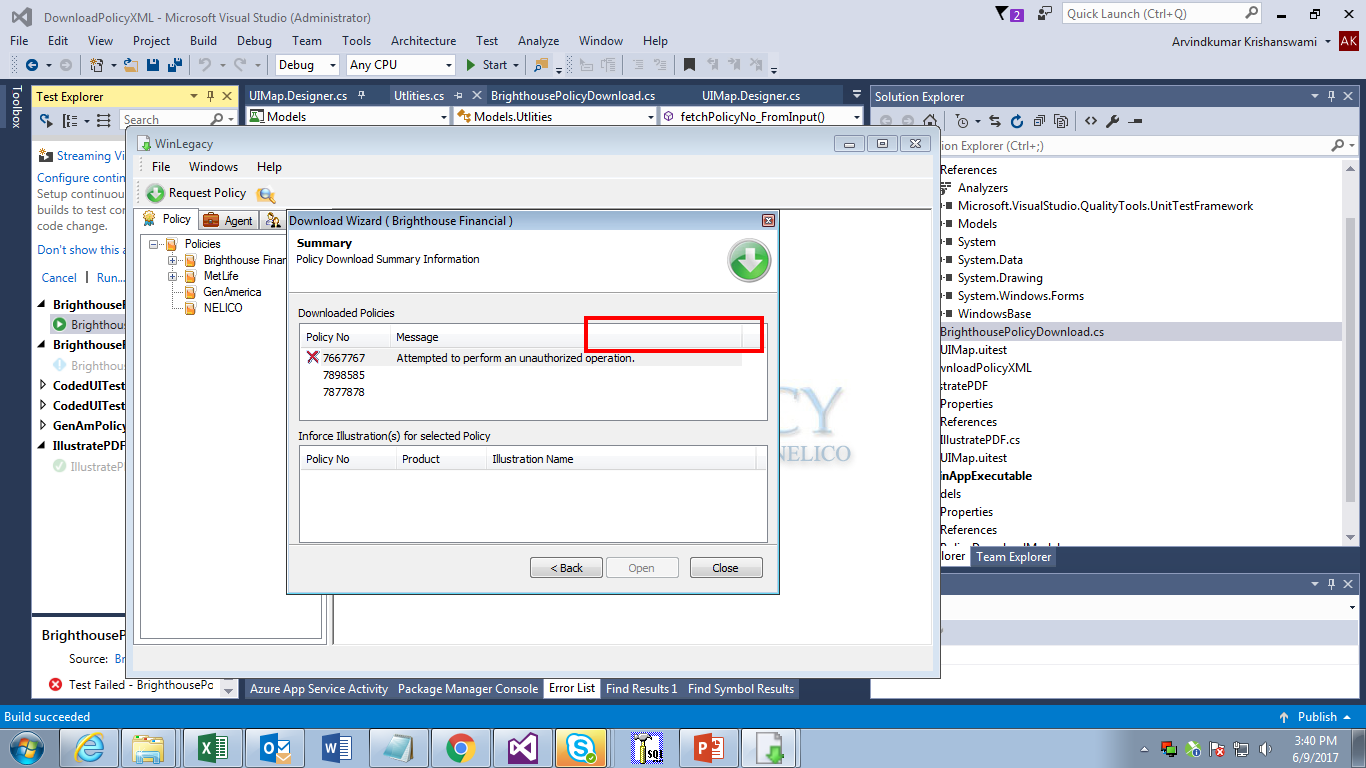 DownloadPolicyXML - Microsoft Visual Studio (Administrator)
2
Quick Launch (Ctrl+Q)
File Edit View Project Build Debug Team Tools Architecture Test Analyze Window Help
Arvindkumar Krishanswami
AK
Debug
Any CPU
Start
Toolbox
Test Explorer
Search
Streaming Vi
Configure contin
Setup continuou
builds to test con
code change.
Don't show this a
Cancel
Run...
BrighthouseP
Brighthous
BrighthouseP
Brighthous
CodedUITest
CodedUITest
GenAmPolicy
IllustratePDF
IllustrateP
BrighthouseP
Source: Br
Test Failed - BrighthousePc
UIMap.Designer.cs
Utlities.cs
BrighthousePolicyDownload.cs
UIMap.Designer.cs
Models
Models.Utlities
fetchPolicyNo_FromInput()
WinLegacy
File Windows Help
Request Policy
Policy
Agent
Policies
Brighthouse Finan
MetLife
GenAmerica
NELICO
CY
NELICO
Download Wizard ( Brighthouse Financial )
Summary
Policy Download Summary Information
Downloaded Policies
Policy No Message
7667767 Attempted to perform an unauthorized operation.
7898585
7877878
Inforce Illustration(s) for selected Policy
Policy No Product Illustration Name
< Back
Open
Close
Solution Explorer
ion Explorer (Ctrl+;)
References
Analyzers
Microsoft.VisualStudio.QualityTools.UnitTestFramework
Models
System
System.Data
System.Drawing
System.Windows.Forms
WindowsBase
BrighthousePolicyDownload.cs
UIMap.uitest
wnloadPolicyXML
stratePDF
Properties
References
IllustratePDF.cs
UIMap.uitest
inAppExecutable
dels
Properties
References
lorer
Team Explorer
Azure App Service Activity
Package Manager Console
Error List
Find Results 1
Find Symbol Results
Build succeeded
Publish
SQL
3:40 PM
6/9/2017